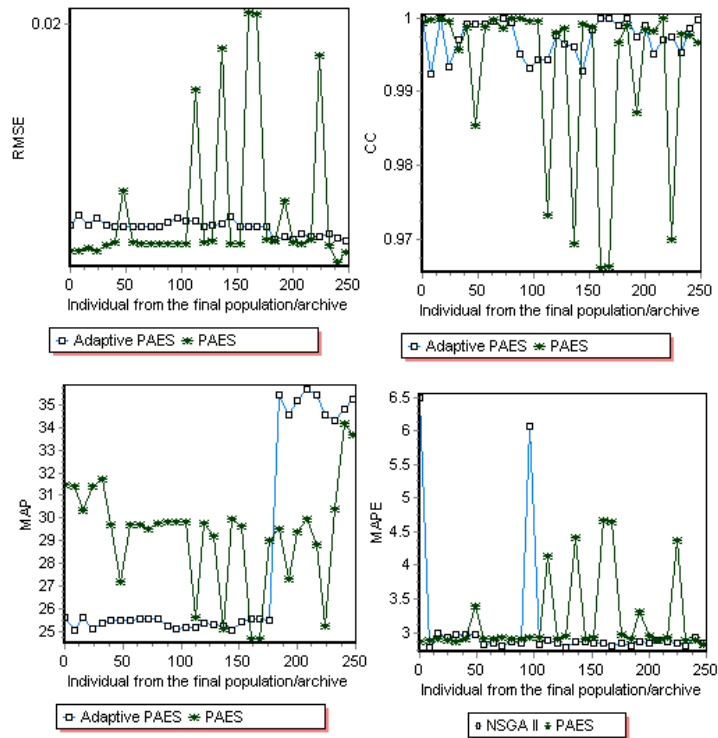 0.02
RMSE
0 50 100 150 200 250
Individual from the final population/archive
Adaptive PAES PAES
1
0.99
0.98
0.97
CC
0 50 100 150 200 250
Individual from the final population/archive
Adaptive PAES PAES
35
34
33
32
31
30
29
28
27
26
25
MAP
0 50 100 150 200 250
Individual from the final population/archive
Adaptive PAES PAES
6.5
6
5.5
5
4.5
4
3.5
3
MAPE
0 50 100 150 200 250
Individual from the final population/archive
NSGA II PAES